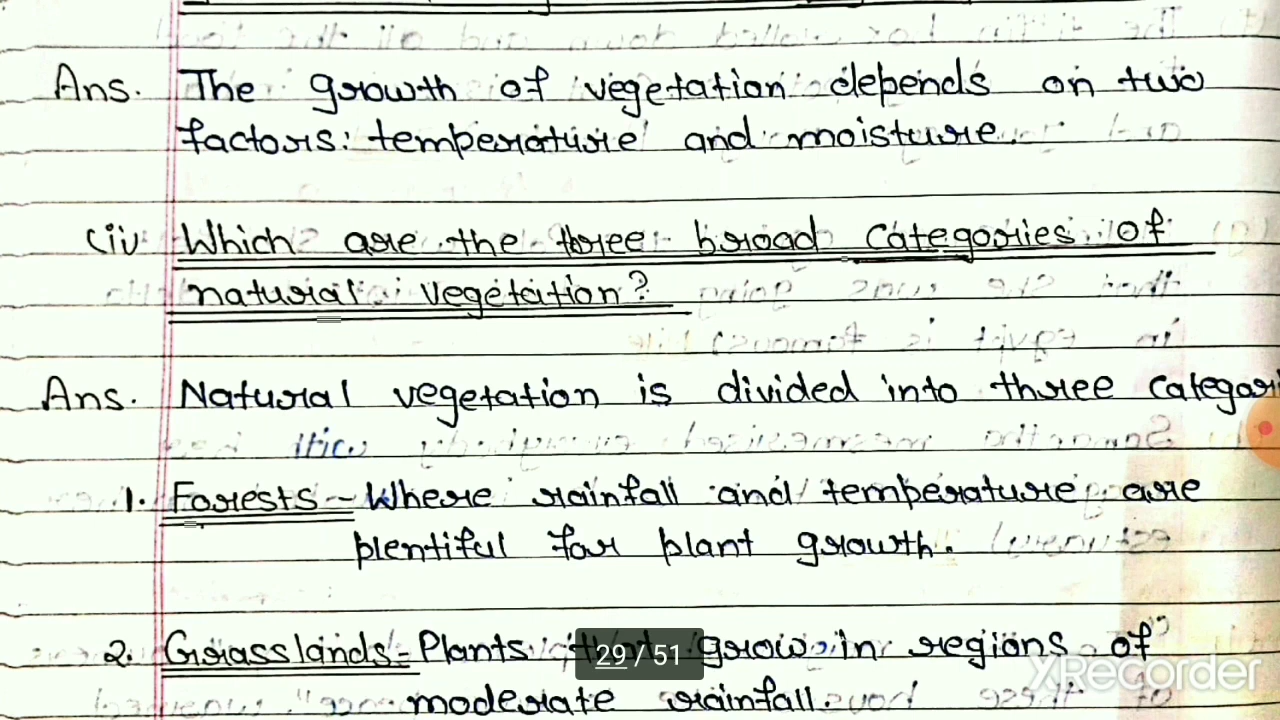 Ans. The growth of vegetation depends on two
factors: temperature and moisture.
(iv Which are the three broad categories of
natural vegetation?
Ans. Natural vegetation is divided into three categori
1. Forests - Where rainfall and temperature are
plentiful for plant growth.
2. Grasslands - Plants that grow in regions of
moderate rainfall.
29/51
XRecorder